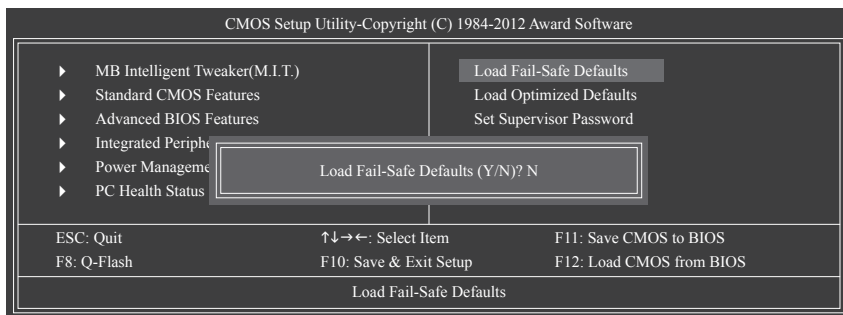 CMOS Setup Utility-Copyright (C) 1984-2012 Award Software
MB Intelligent Tweaker(M.I.T.)
Standard CMOS Features
Advanced BIOS Features
Integrated
Power
PC Health Status
Load Fail-Safe Defaults
Load Optimized Defaults
Set Supervisor Password
Load Fail-Safe Defaults (Y/N)? N
ESC: Quit
↑↓→←: Select Item
F11: Save CMOS to BIOS
F8: Q-Flash
F10: Save & Exit Setup
F12: Load CMOS from BIOS
Load Fail-Safe Defaults